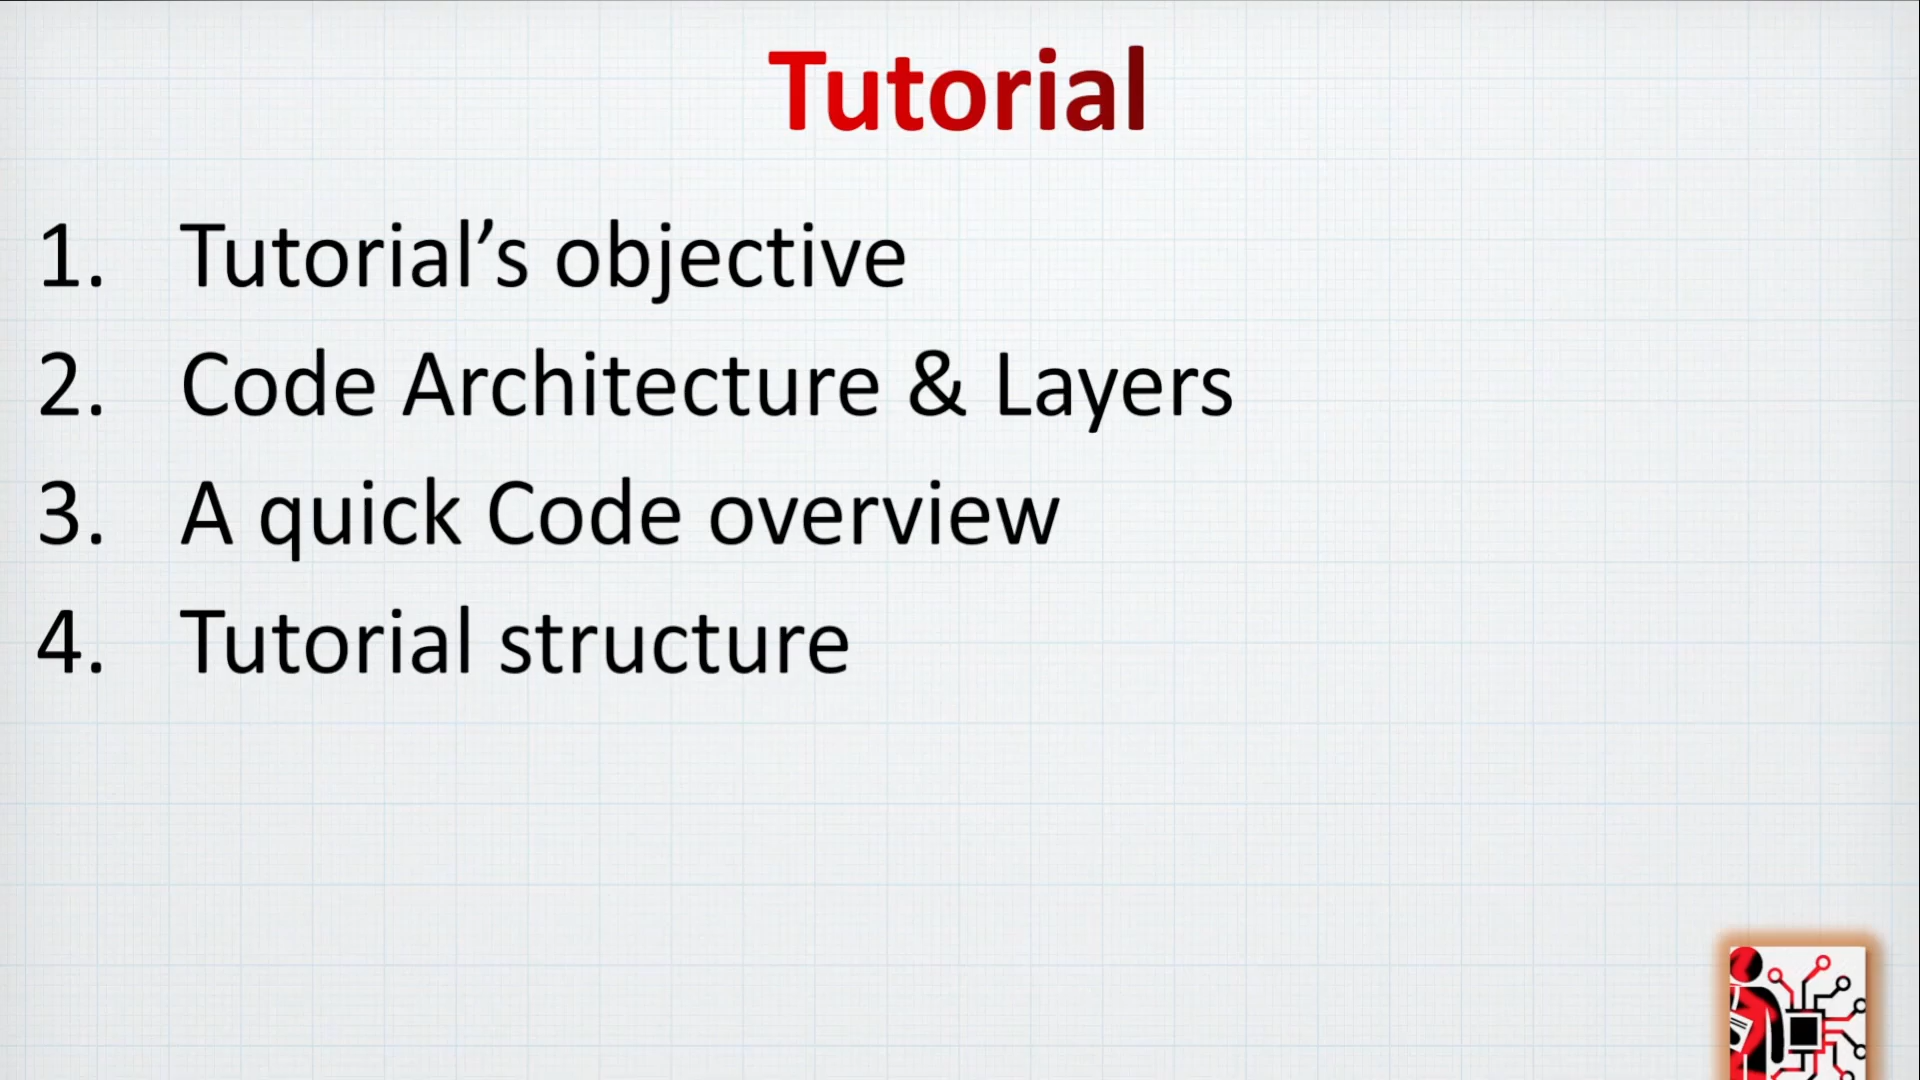 Tutorial
1. Tutorial’s objective
2. Code Architecture & Layers
3. A quick Code overview
4. Tutorial structure